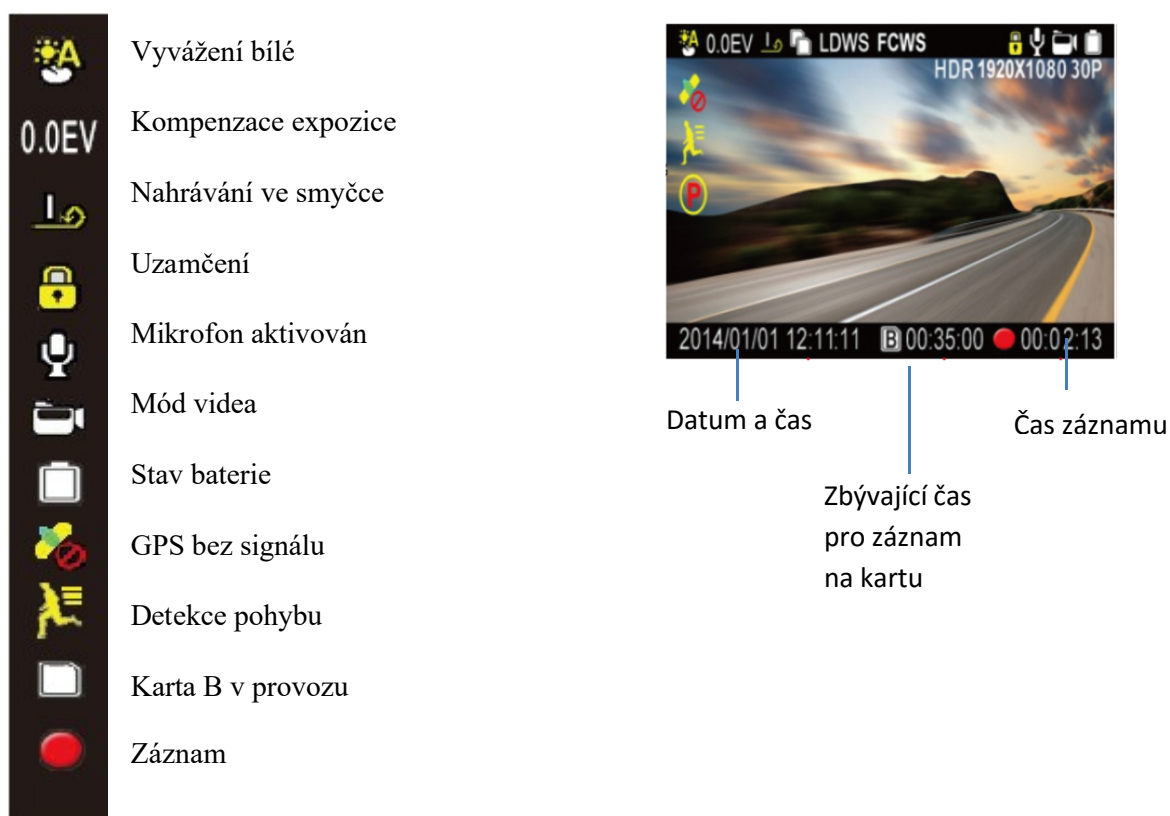 Vyvážení bílé
0.0EV Kompenzace expozice
Nahrávání ve smyčce
Uzamčení
Mikrofon aktivován
Mód videa
Stav baterie
GPS bez signálu
Detekce pohybu
Karta B v provozu
Záznam
0.0EV LDWS FCWS
HDR 1920X1080 30P
P
2014/01/01 12:11:11 B 00:35:00 00:02:13
Datum a čas
Čas záznamu
Zbývající čas
pro záznam
na kartu